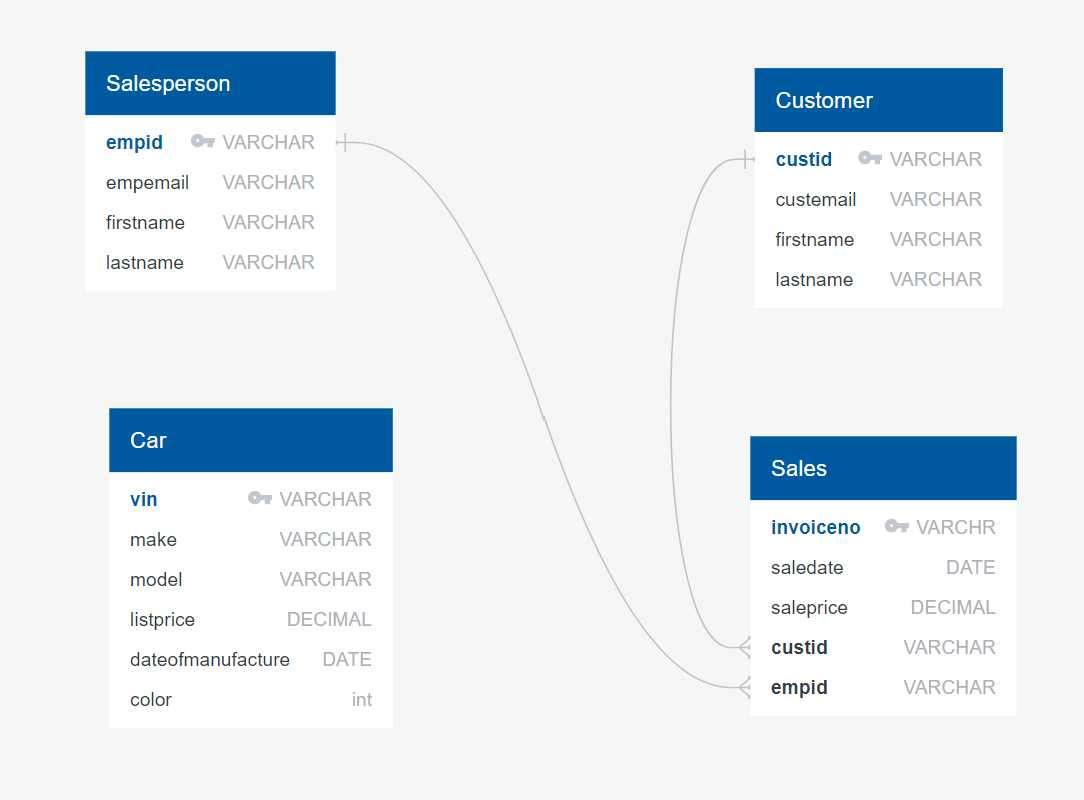 Salesperson
empid VARCHAR
empemail VARCHAR
firstname VARCHAR
lastname VARCHAR
Customer
custid VARCHAR
custemail VARCHAR
firstname VARCHAR
lastname VARCHAR
Car
vin VARCHAR
make VARCHAR
model VARCHAR
listprice DECIMAL
dateofmanufacture DATE
color int
Sales
invoiceno VARCHR
saledate DATE
saleprice DECIMAL
custid VARCHAR
empid VARCHAR